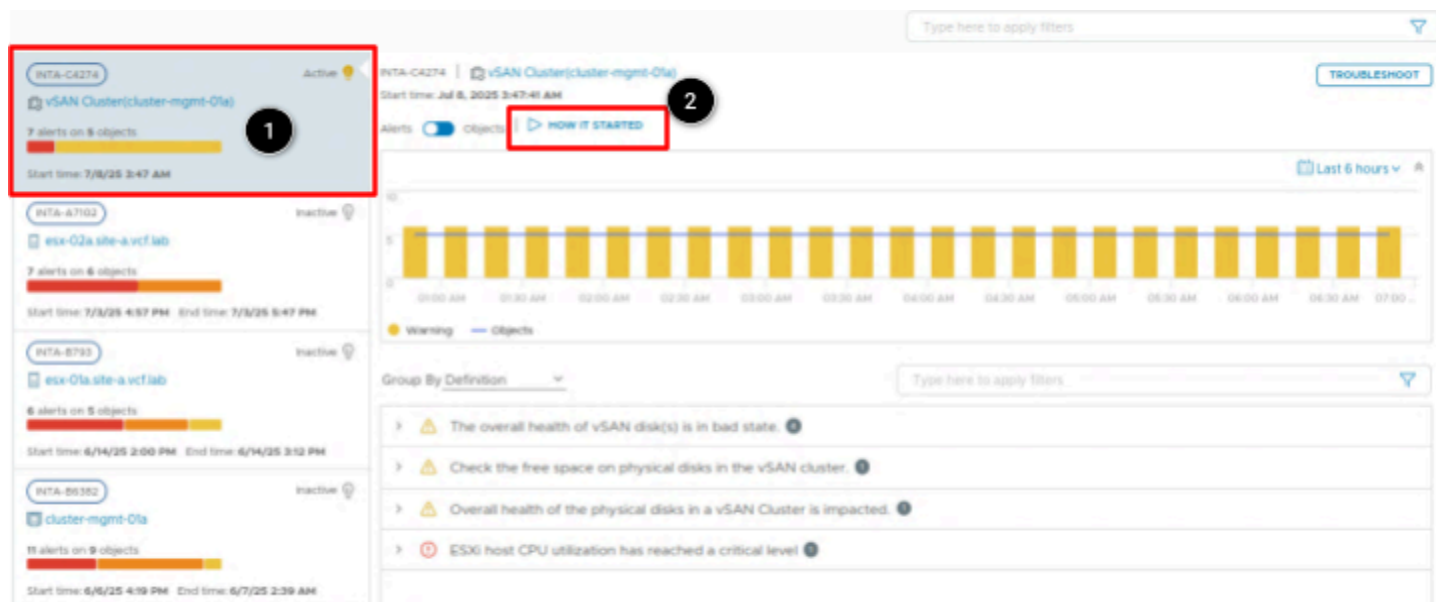 Type here to apply filters
INTA-C4274 Active
vSAN Cluster(cluster-mgmt-01a)
7 alerts on 5 objects
1
Start time: 7/8/25 3:47 AM
INTA-A7102 Inactive
esx-02a.site-a.vcf.lab
7 alerts on 6 objects
Start time: 7/3/25 4:57 PM End time: 7/3/25 5:47 PM
INTA-B793 Inactive
esx-01a.site-a.vcf.lab
6 alerts on 5 objects
Start time: 6/14/25 2:00 PM End time: 6/14/25 3:12 PM
INTA-B6382 Inactive
cluster-mgmt-01a
11 alerts on 9 objects
Start time: 6/6/25 4:19 PM End time: 6/7/25 2:39 AM
INTA-C4274 | vSAN Cluster(cluster-mgmt-01a)
TROUBLESHOOT
Start time: Jul 8, 2025 3:47:41 AM
2
Alerts Objects | HOW IT STARTED
Last 6 hours
10
5
0
01:00 AM 01:30 AM 02:00 AM 02:30 AM 03:00 AM 03:30 AM 04:00 AM 04:30 AM 05:00 AM 05:30 AM 06:00 AM 06:30 AM 07:00 ...
Warning Objects
Group By Definition
Type here to apply filters
The overall health of vSAN disk(s) is in bad state.
Check the free space on physical disks in the vSAN cluster.
Overall health of the physical disks in a vSAN Cluster is impacted.
ESXi host CPU utilization has reached a critical level